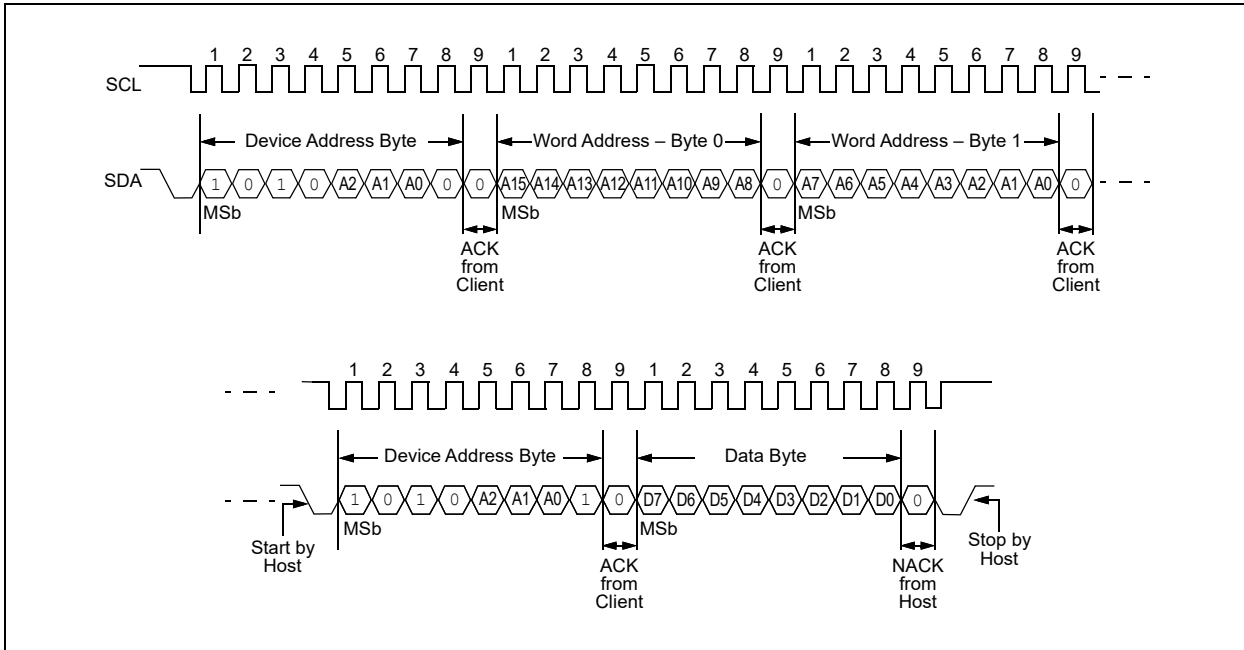 1 2 3 4 5 6 7 8 9 1 2 3 4 5 6 7 8 9 1 2 3 4 5 6 7 8 9
SCL
Device Address Byte Word Address – Byte 0 Word Address – Byte 1
SDA 1 0 1 0 A2 A1 A0 0 0 A15 A14 A13 A12 A11 A10 A9 A8 0 A7 A6 A5 A4 A3 A2 A1 A0 0
MSb MSb MSb
ACK ACK ACK
from from from
Client Client Client
1 2 3 4 5 6 7 8 9 1 2 3 4 5 6 7 8 9
Device Address Byte Data Byte
1 0 1 0 A2 A1 A0 1 0 D7 D6 D5 D4 D3 D2 D1 D0 0
MSb MSb
Start by Stop by
Host Host
ACK NACK
from from
Client Host